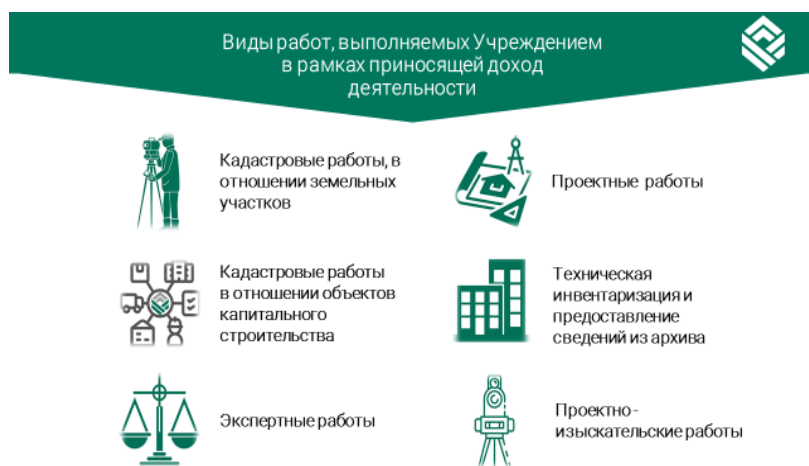 Виды работ, выполняемых Учреждением
в рамках приносящей доход
деятельности
Кадастровые работы, в
отношении земельных
участков
Проектные работы
Кадастровые работы
в отношении объектов
капитального
строительства
Техническая
инвентаризация и
предоставление
сведений из архива
Экспертные работы
Проектно-
изыскательские работы